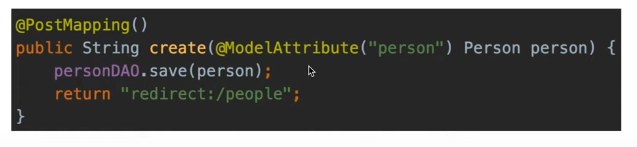 @PostMapping()
public String create(@ModelAttribute("person") Person person) {
    personDAO.save(person);
    return "redirect:/people";
}